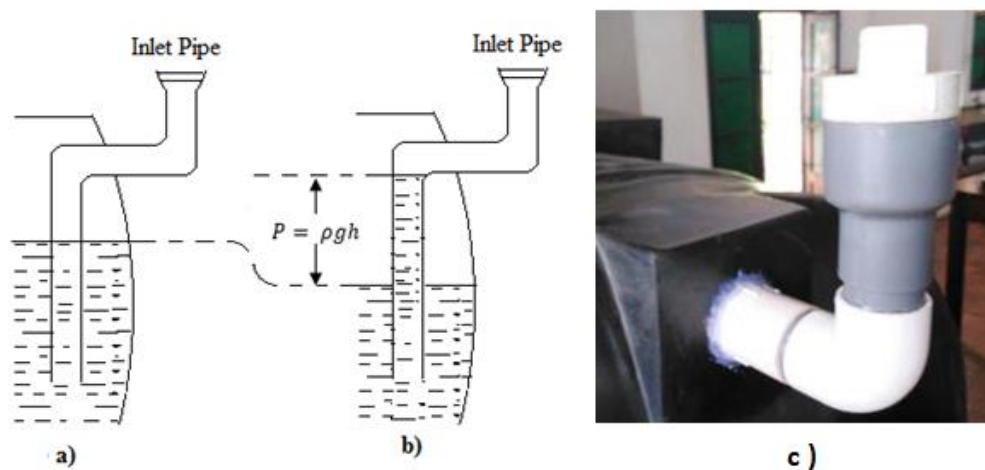 Inlet Pipe
Inlet Pipe
P = ρgh
a)
b)
c )